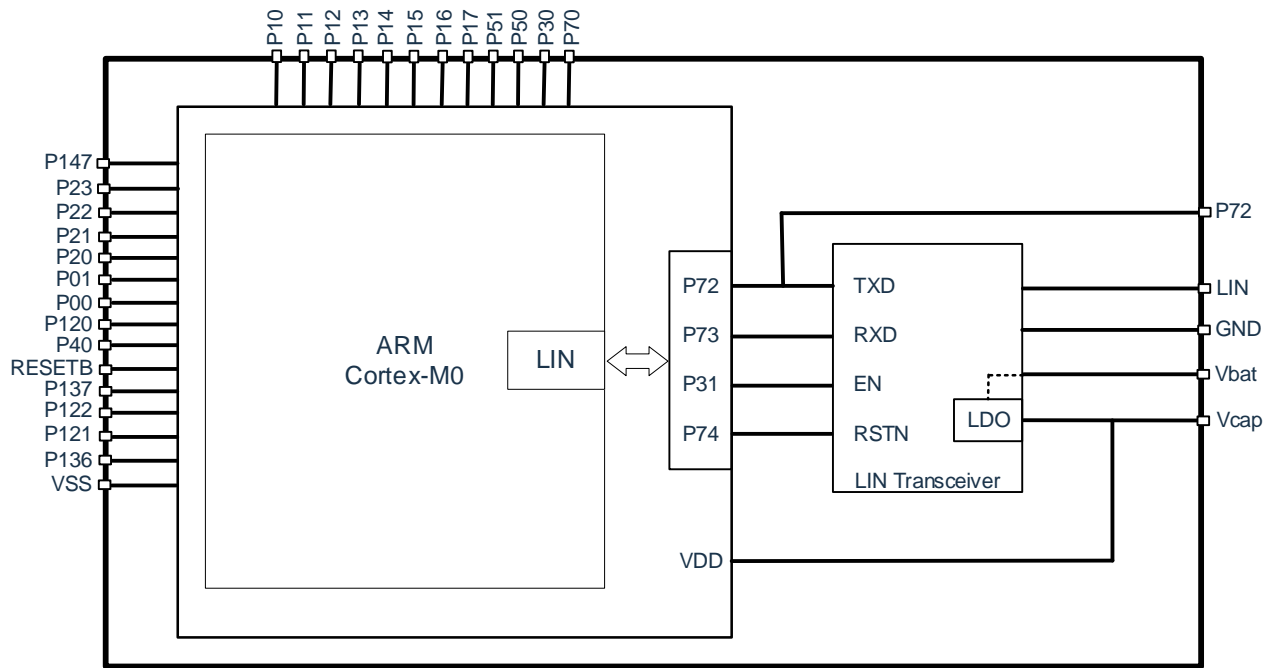 P10
P11
P12
P13
P14
P15
P16
P17
P51
P50
P30
P70
P147
P23
P22
P21
P20
P01
P00
P120
P40
RESETB
P137
P122
P121
P136
VSS
ARM
Cortex-M0
LIN
P72
P73
P31
P74
VDD
TXD
RXD
EN
RSTN
LDO
LIN Transceiver
P72
LIN
GND
Vbat
Vcap